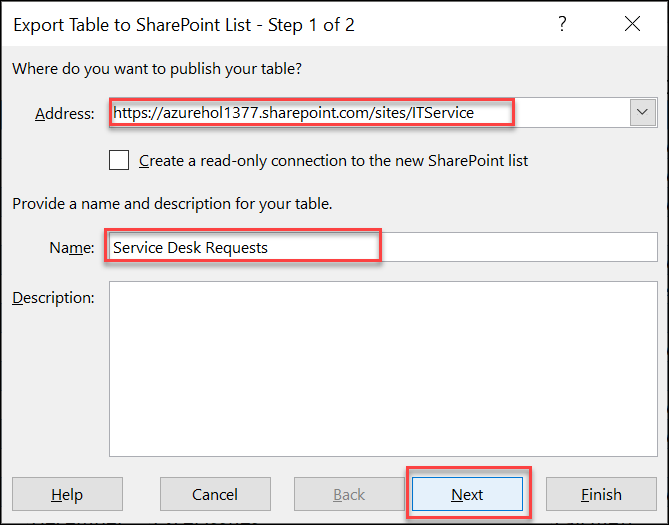 Export Table to SharePoint List - Step 1 of 2 ?
Where do you want to publish your table?
Address: https://azurehol1377.sharepoint.com/sites/ITService
Create a read-only connection to the new SharePoint list
Provide a name and description for your table.
Name: Service Desk Requests
Description:
Help Cancel Back Next Finish